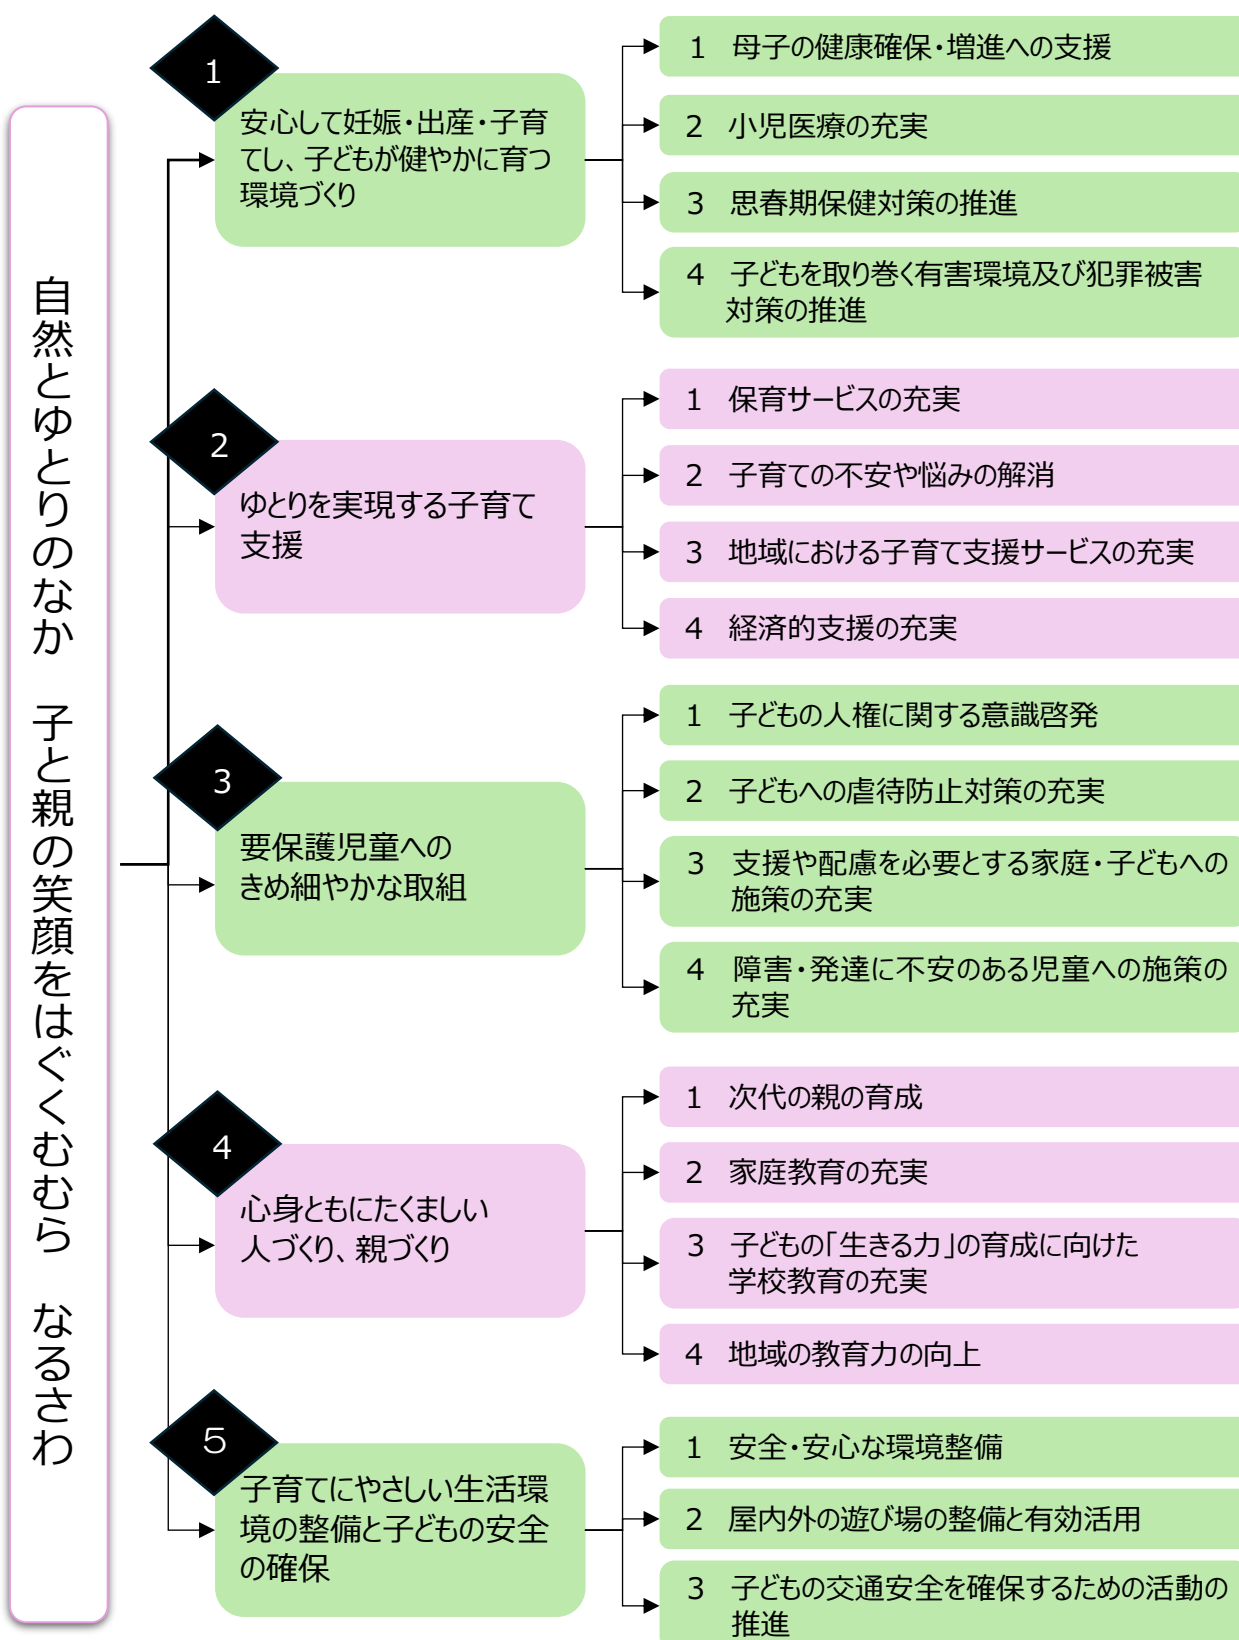 自然とゆとりのなか　子と親の笑顔をはぐくむむら　なるさわ
1
安心して妊娠・出産・子育
てし、子どもが健やかに育つ
環境づくり
1　母子の健康確保・増進への支援
2　小児医療の充実
3　思春期保健対策の推進
4　子どもを取り巻く有害環境及び犯罪被害
対策の推進
2
ゆとりを実現する子育て
支援
1　保育サービスの充実
2　子育ての不安や悩みの解消
3　地域における子育て支援サービスの充実
4　経済的支援の充実
3
要保護児童への
きめ細やかな取組
1　子どもの人権に関する意識啓発
2　子どもへの虐待防止対策の充実
3　支援や配慮を必要とする家庭・子どもへの
施策の充実
4　障害・発達に不安のある児童への施策の
充実
4
心身ともにたくましい
人づくり、親づくり
1　次代の親の育成
2　家庭教育の充実
3　子どもの「生きる力」の育成に向けた
学校教育の充実
4　地域の教育力の向上
5
子育てにやさしい生活環
境の整備と子どもの安全
の確保
1　安全・安心な環境整備
2　屋内外の遊び場の整備と有効活用
3　子どもの交通安全を確保するための活動の
推進